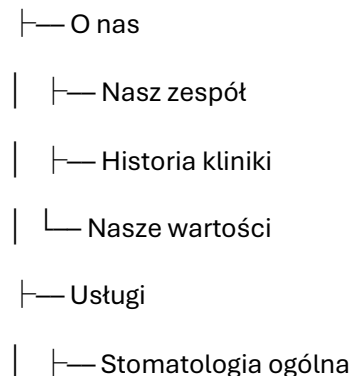 ├── O nas
│ ├── Nasz zespół
│ ├── Historia kliniki
│ └── Nasze wartości
├── Usługi
│ ├── Stomatologia ogólna